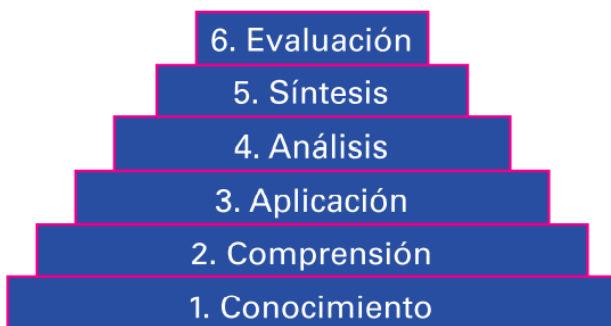 6. Evaluación
5. Síntesis
4. Análisis
3. Aplicación
2. Comprensión
1. Conocimiento